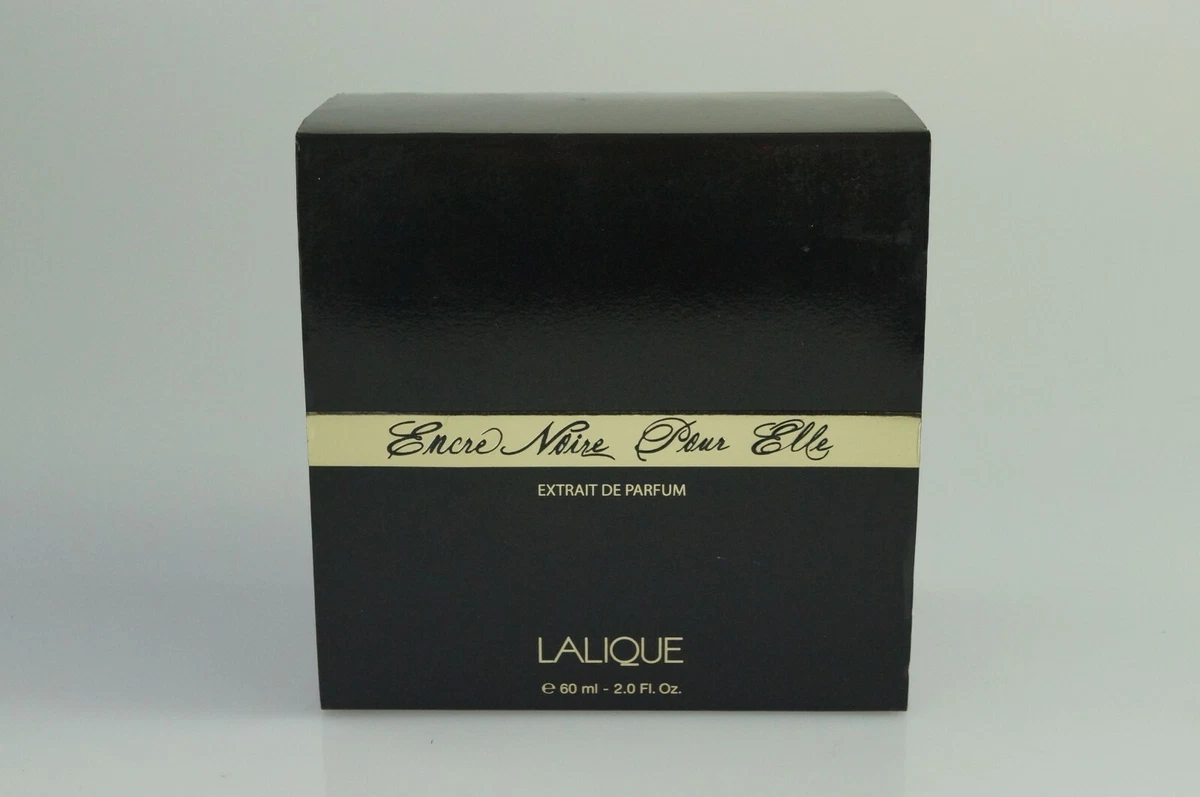 Encre Noire Pour Elle
EXTRAIT DE PARFUM
LALIQUE
℮ 60 ml - 2.0 Fl. Oz.